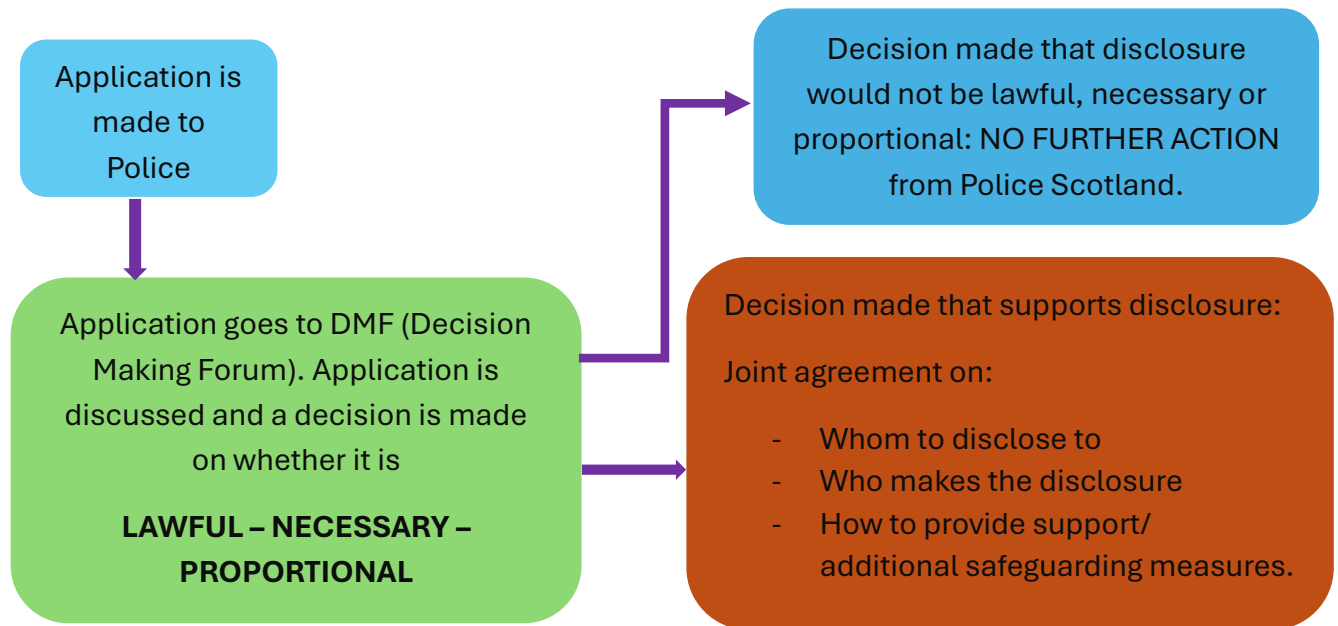 Application is
made to
Police
Application goes to DMF (Decision
Making Forum). Application is
discussed and a decision is made
on whether it is
LAWFUL – NECESSARY –
PROPORTIONAL
Decision made that disclosure
would not be lawful, necessary or
proportional: NO FURTHER ACTION
from Police Scotland.
Decision made that supports disclosure:
Joint agreement on:
- Whom to disclose to
- Who makes the disclosure
- How to provide support/
additional safeguarding measures.